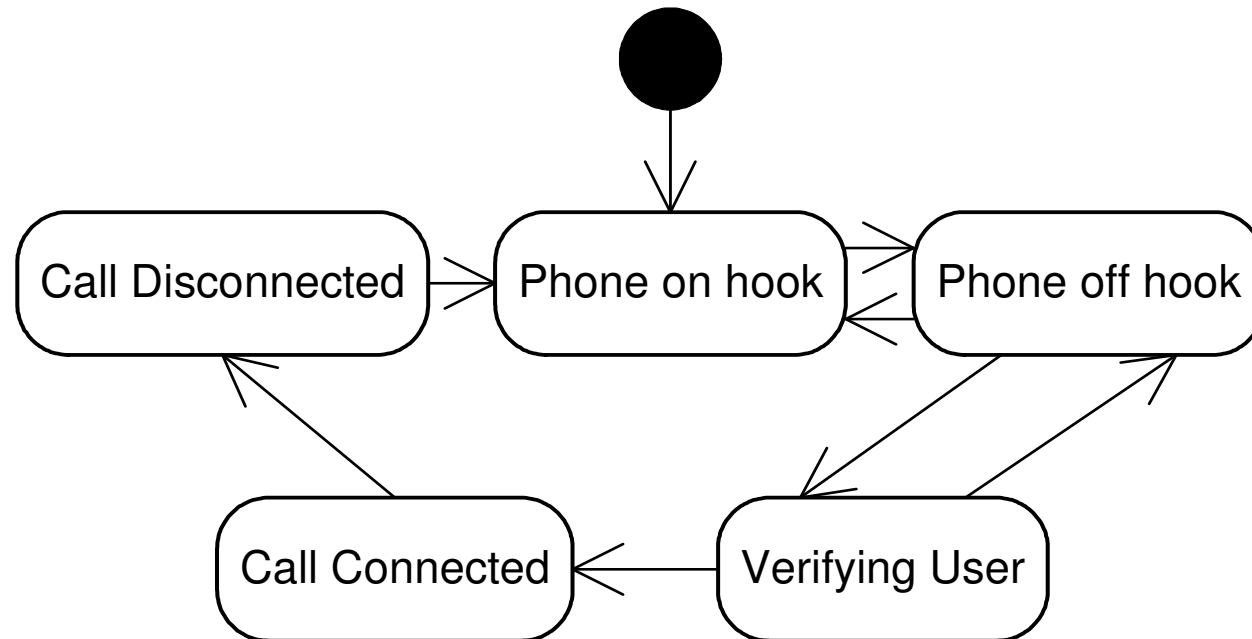 Call Disconnected
Phone on hook
Phone off hook
Call Connected
Verifying User